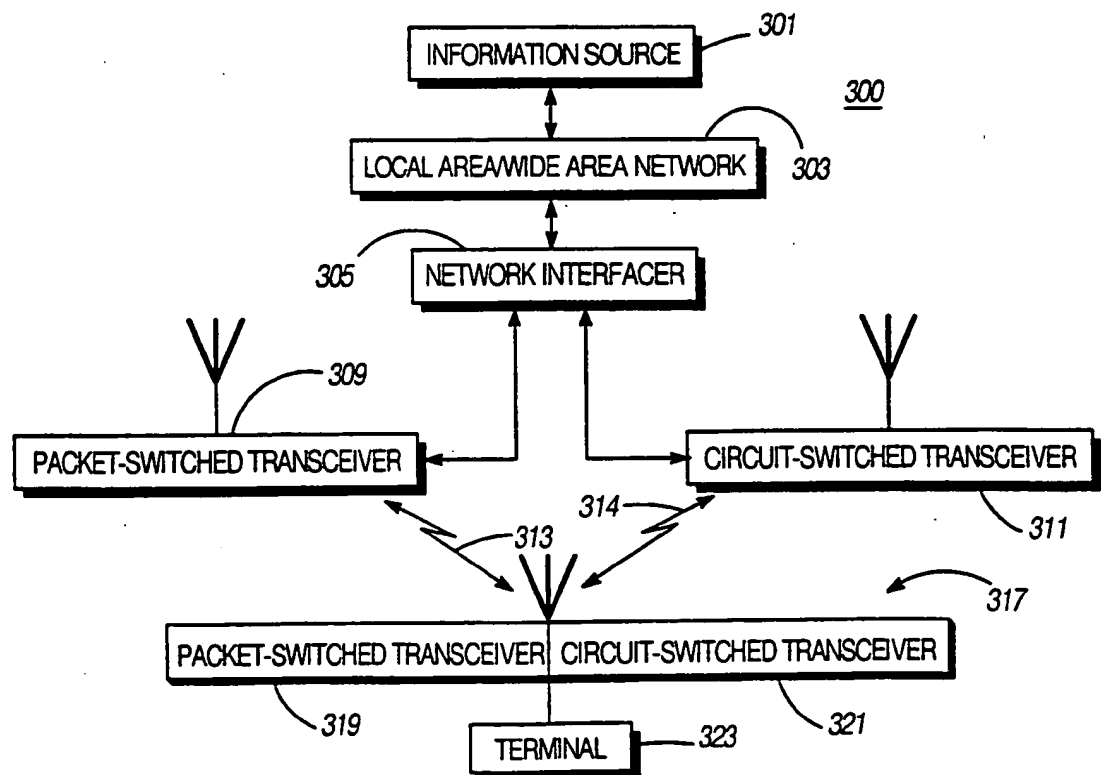 301
INFORMATION SOURCE
300
LOCAL AREA/WIDE AREA NETWORK
303
305
NETWORK INTERFACER
309
PACKET-SWITCHED TRANSCEIVER
CIRCUIT-SWITCHED TRANSCEIVER
314
311
313
317
PACKET-SWITCHED TRANSCEIVER
CIRCUIT-SWITCHED TRANSCEIVER
319
321
TERMINAL
323